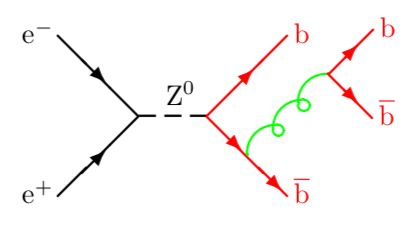 e⁻ b b
Z⁰
b̅
e⁺ b̅